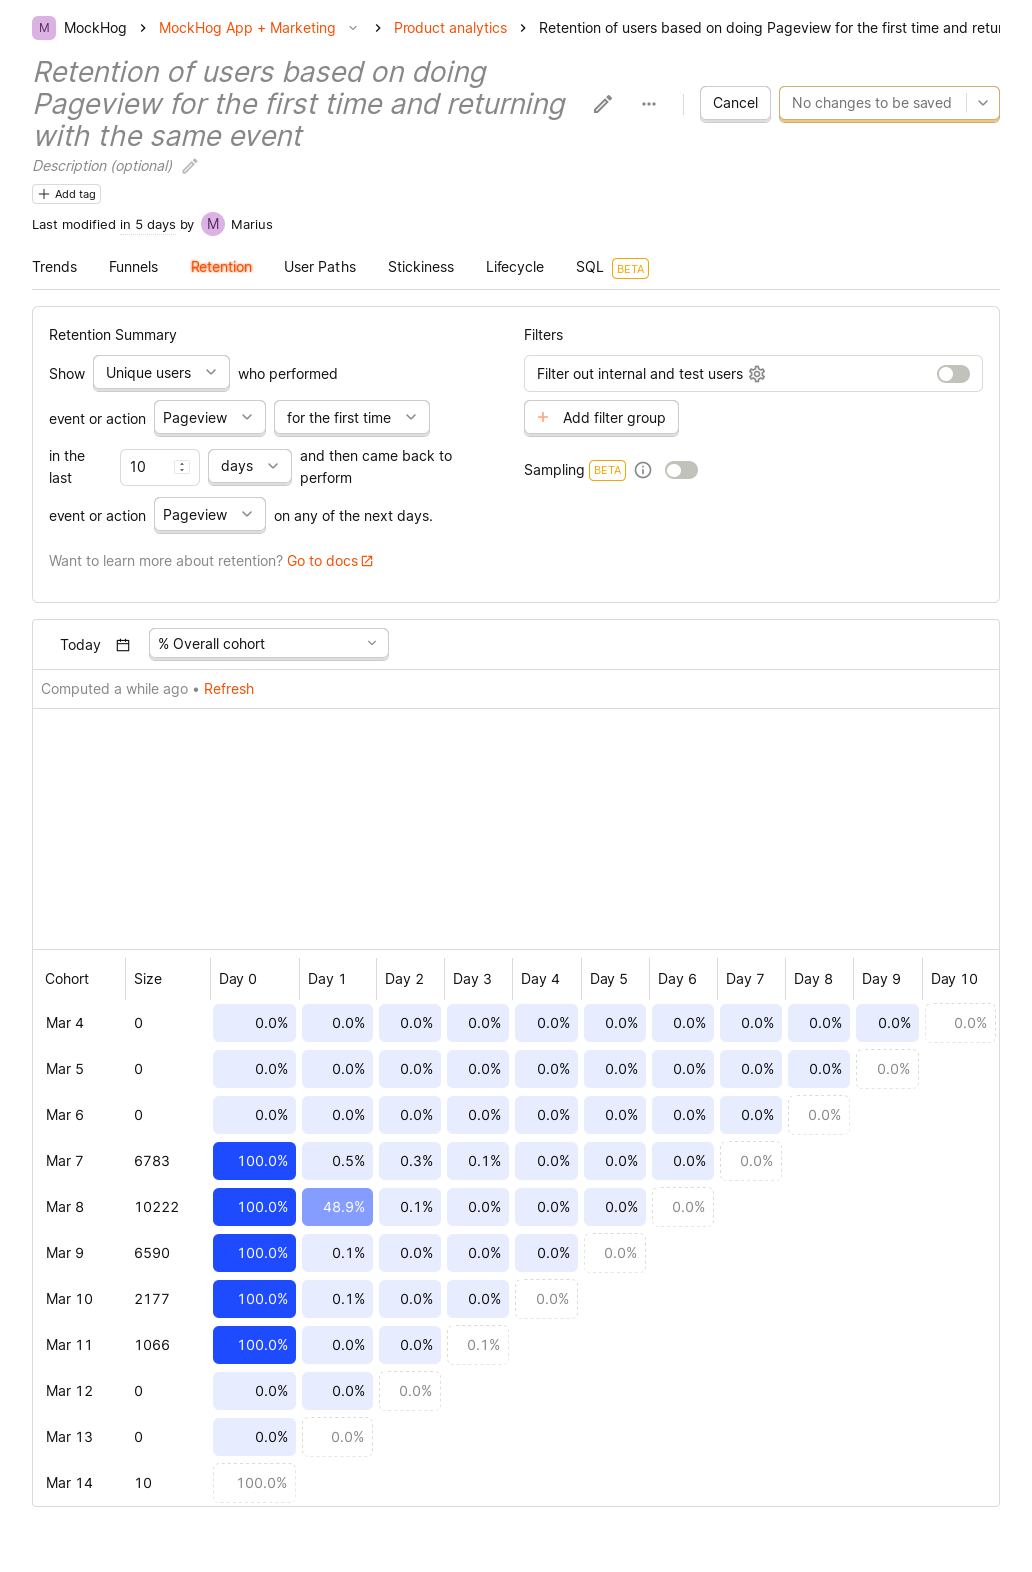 M MockHog > MockHog App + Marketing > Product analytics > Retention of users based on doing Pageview for the first time and retur
Retention of users based on doing
Pageview for the first time and returning
with the same event
Cancel No changes to be saved
Description (optional)
Add tag
Last modified in 5 days by M Marius
Trends Funnels Retention User Paths Stickiness Lifecycle SQL BETA
Retention Summary
Show Unique users who performed
event or action Pageview for the first time
in the last 10 days and then came back to perform
event or action Pageview on any of the next days.
Want to learn more about retention? Go to docs
Filters
Filter out internal and test users
+ Add filter group
Sampling BETA
Today % Overall cohort
Computed a while ago • Refresh
Cohort Size Day 0 Day 1 Day 2 Day 3 Day 4 Day 5 Day 6 Day 7 Day 8 Day 9 Day 10
Mar 4 0 0.0% 0.0% 0.0% 0.0% 0.0% 0.0% 0.0% 0.0% 0.0% 0.0% 0.0%
Mar 5 0 0.0% 0.0% 0.0% 0.0% 0.0% 0.0% 0.0% 0.0% 0.0% 0.0%
Mar 6 0 0.0% 0.0% 0.0% 0.0% 0.0% 0.0% 0.0% 0.0% 0.0%
Mar 7 6783 100.0% 0.5% 0.3% 0.1% 0.0% 0.0% 0.0% 0.0%
Mar 8 10222 100.0% 48.9% 0.1% 0.0% 0.0% 0.0% 0.0%
Mar 9 6590 100.0% 0.1% 0.0% 0.0% 0.0% 0.0%
Mar 10 2177 100.0% 0.1% 0.0% 0.0% 0.0%
Mar 11 1066 100.0% 0.0% 0.0% 0.1%
Mar 12 0 0.0% 0.0% 0.0%
Mar 13 0 0.0% 0.0%
Mar 14 10 100.0%